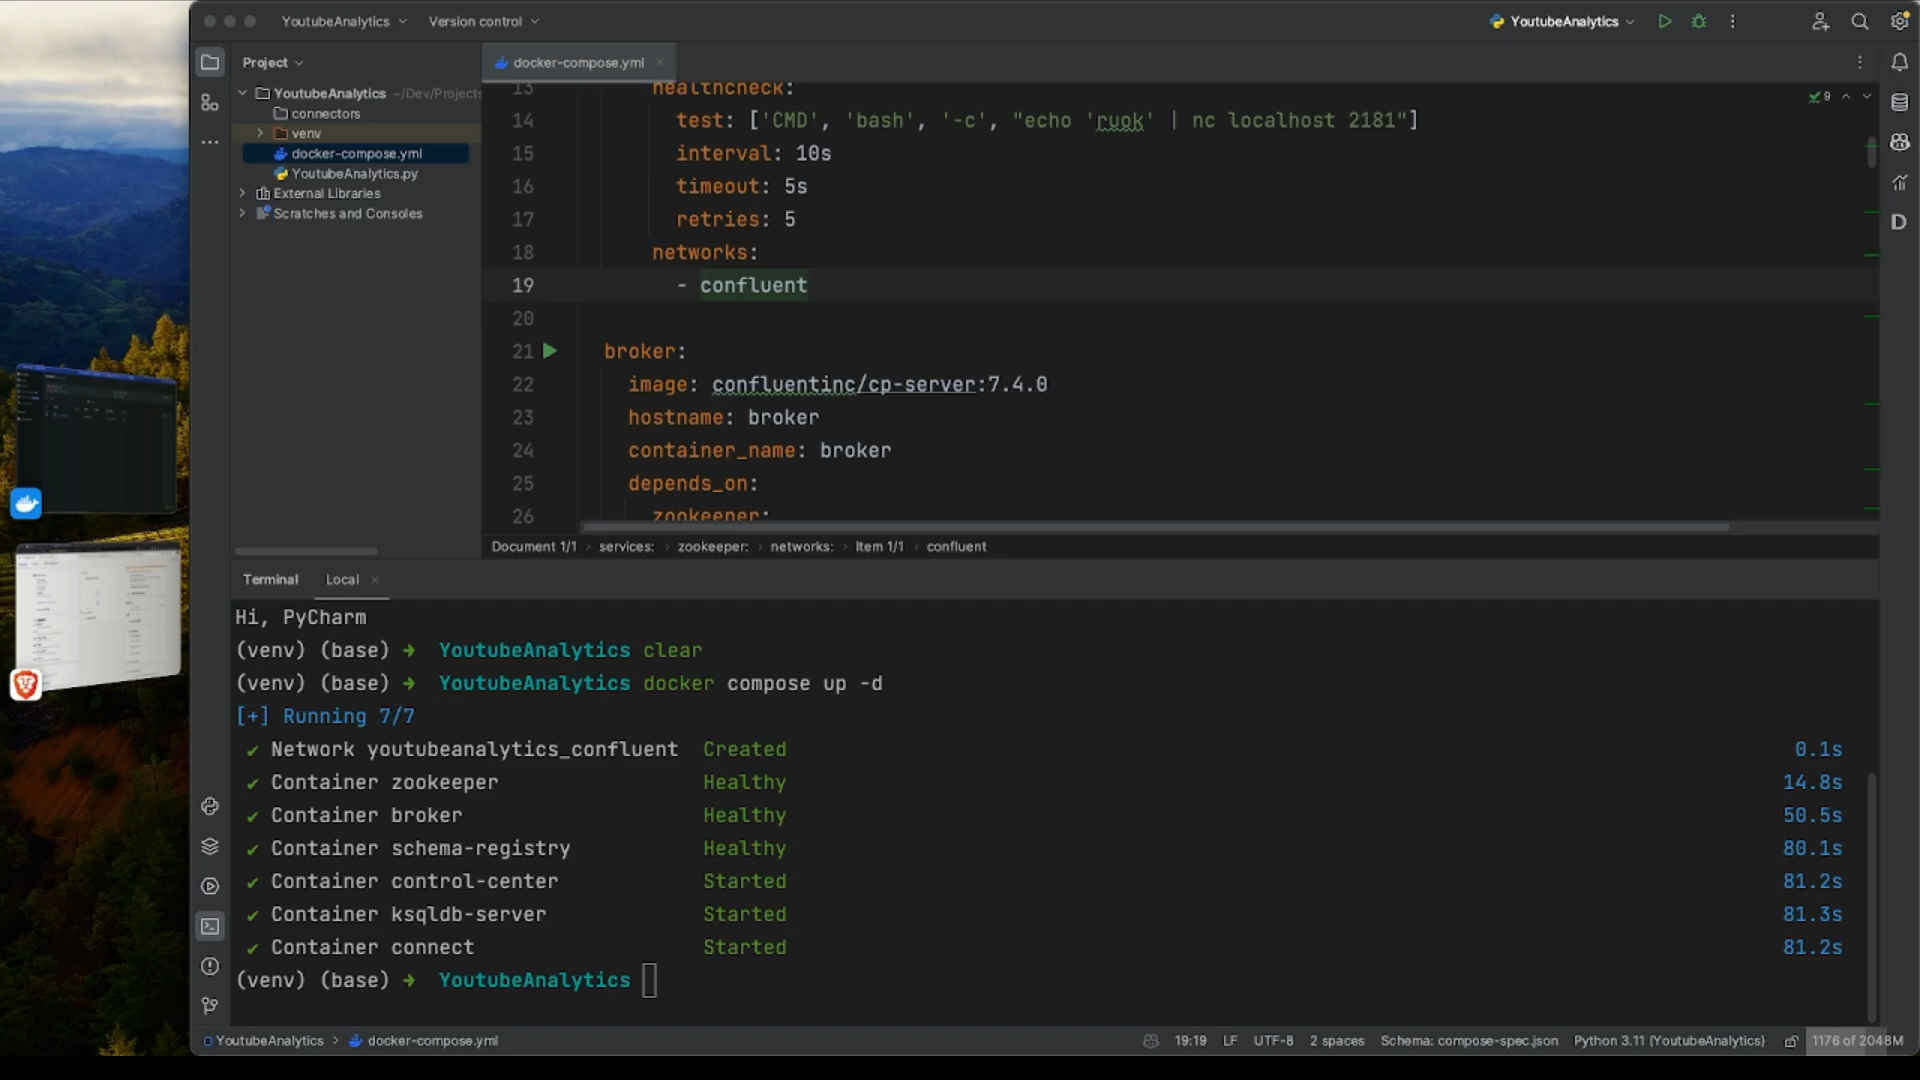 YoutubeAnalytics
Version control
YoutubeAnalytics
Project
docker-compose.yml
YoutubeAnalytics ~/Dev/Projects
connectors
venv
docker-compose.yml
YoutubeAnalytics.py
External Libraries
Scratches and Consoles
9
13 healthcheck:
14 test: ['CMD', 'bash', '-c', "echo 'ruok' | nc localhost 2181"]
15 interval: 10s
16 timeout: 5s
17 retries: 5
18 networks:
19 - confluent
20
21 broker:
22 image: confluentinc/cp-server:7.4.0
23 hostname: broker
24 container_name: broker
25 depends_on:
26 zookeeper:
Document 1/1 › services: › zookeeper: › networks: › Item 1/1 › confluent
Terminal Local
Hi, PyCharm
(venv) (base) ➜ YoutubeAnalytics clear
(venv) (base) ➜ YoutubeAnalytics docker compose up -d
[+] Running 7/7
✔ Network youtubeanalytics_confluent Created 0.1s
✔ Container zookeeper Healthy 14.8s
✔ Container broker Healthy 50.5s
✔ Container schema-registry Healthy 80.1s
✔ Container control-center Started 81.2s
✔ Container ksqldb-server Started 81.3s
✔ Container connect Started 81.2s
(venv) (base) ➜ YoutubeAnalytics
YoutubeAnalytics › docker-compose.yml
19:19 LF UTF-8 2 spaces Schema: compose-spec.json Python 3.11 (YoutubeAnalytics) 1176 of 2048M